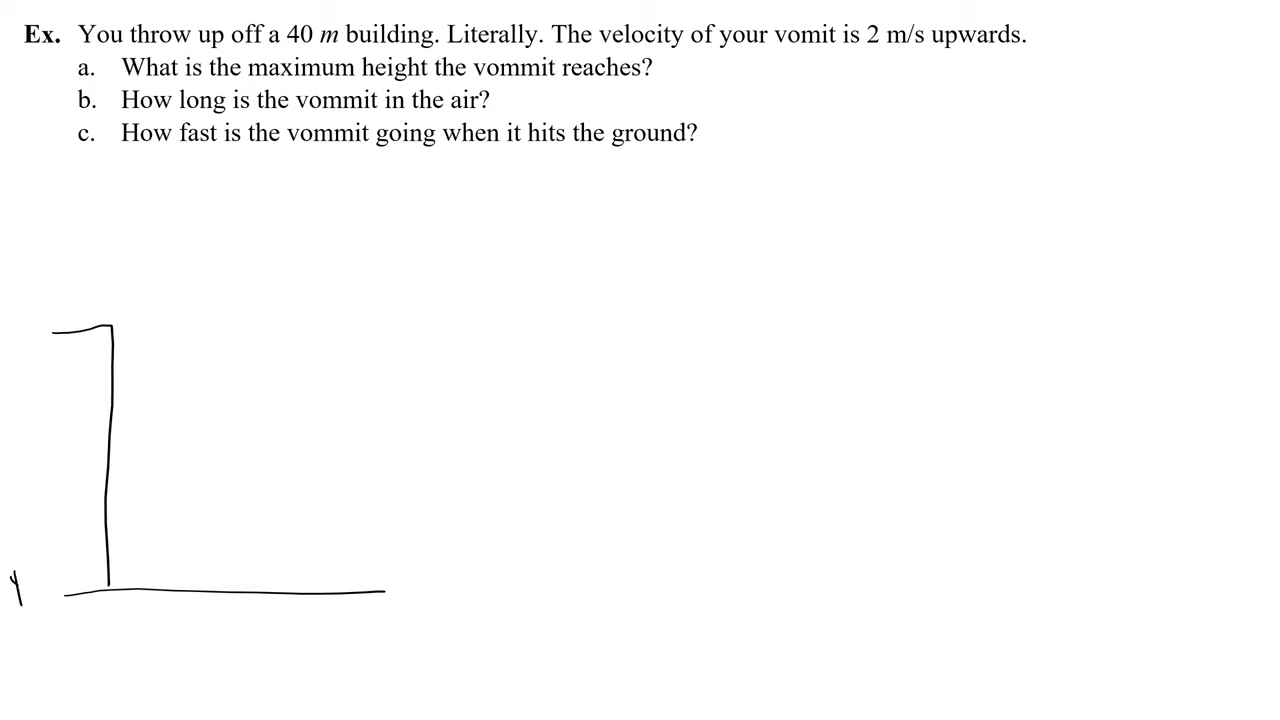 Ex. You throw up off a 40 m building. Literally. The velocity of your vomit is 2 m/s upwards.
a. What is the maximum height the vommit reaches?
b. How long is the vommit in the air?
c. How fast is the vommit going when it hits the ground?
y